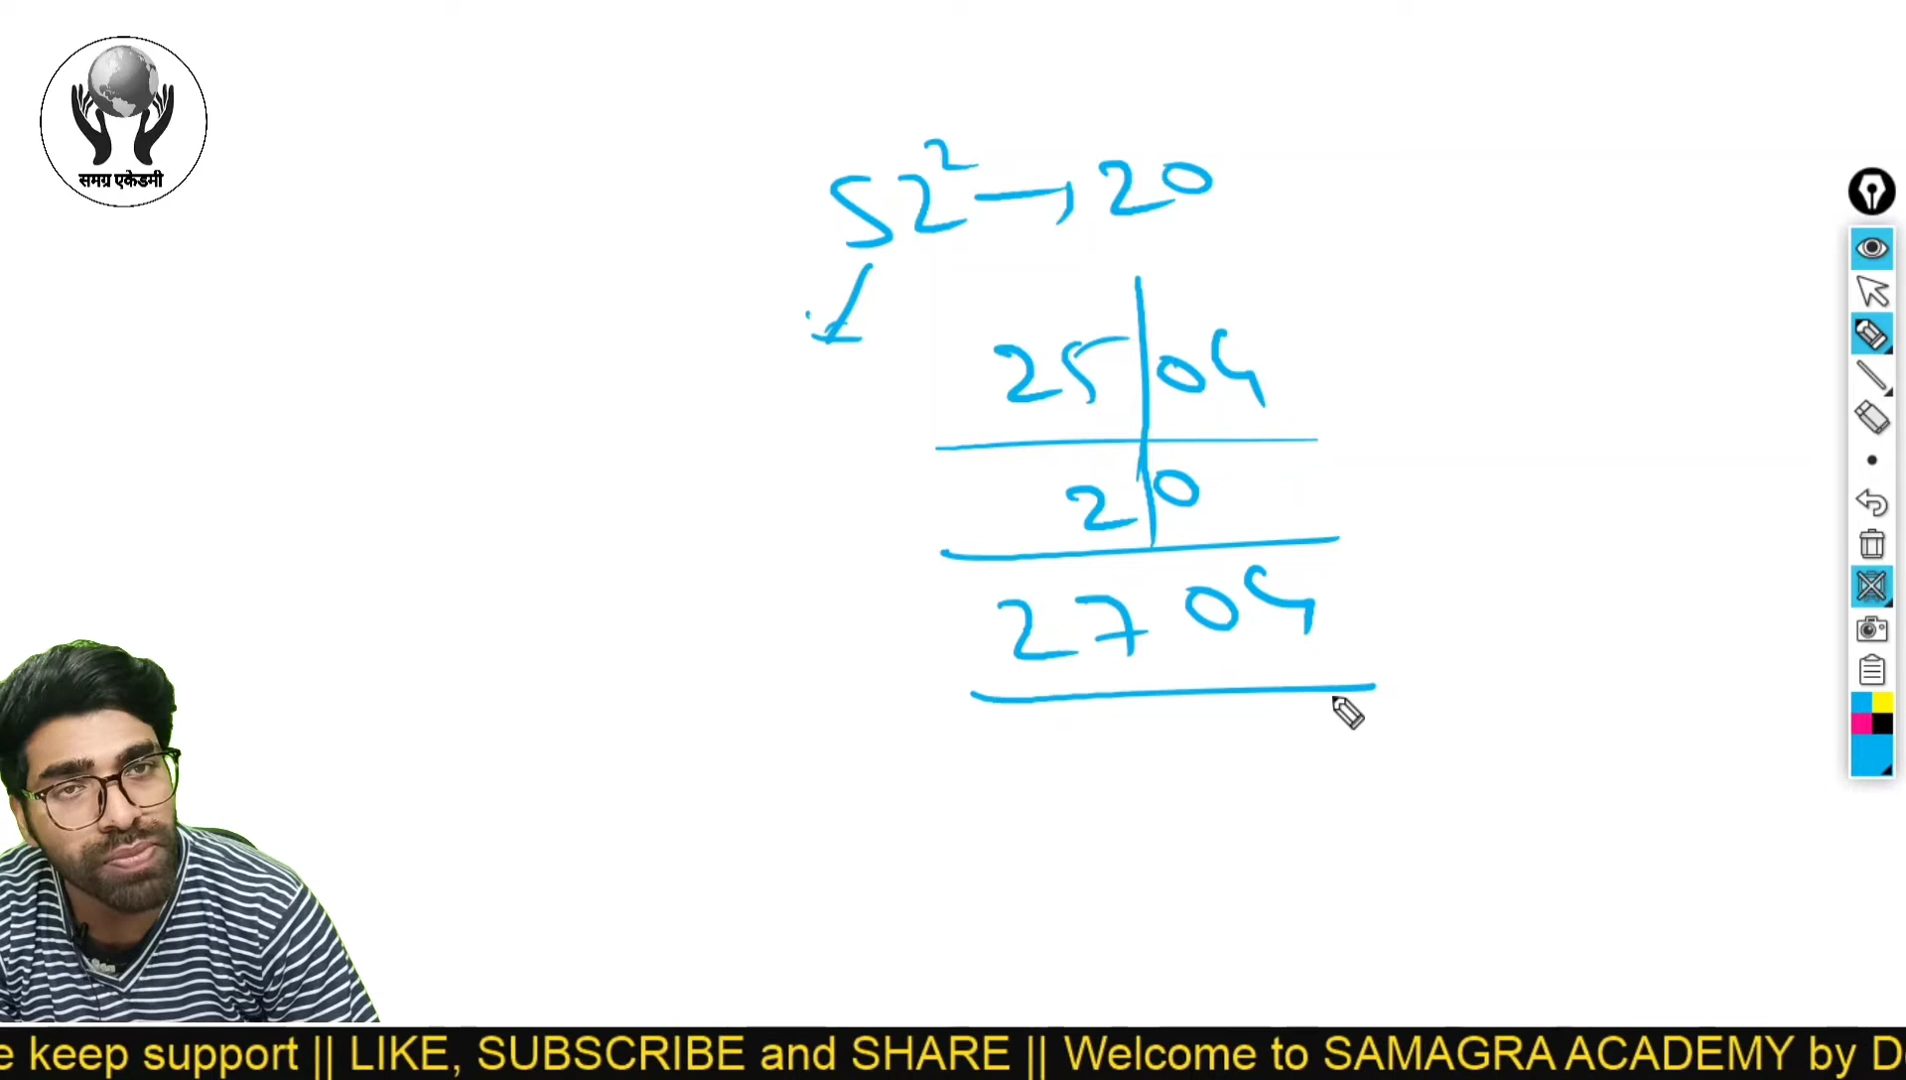 समग्र एकेडमी
52² → 20
25 | 04
2 | 0
2704
e keep support || LIKE, SUBSCRIBE and SHARE || Welcome to SAMAGRA ACADEMY by D